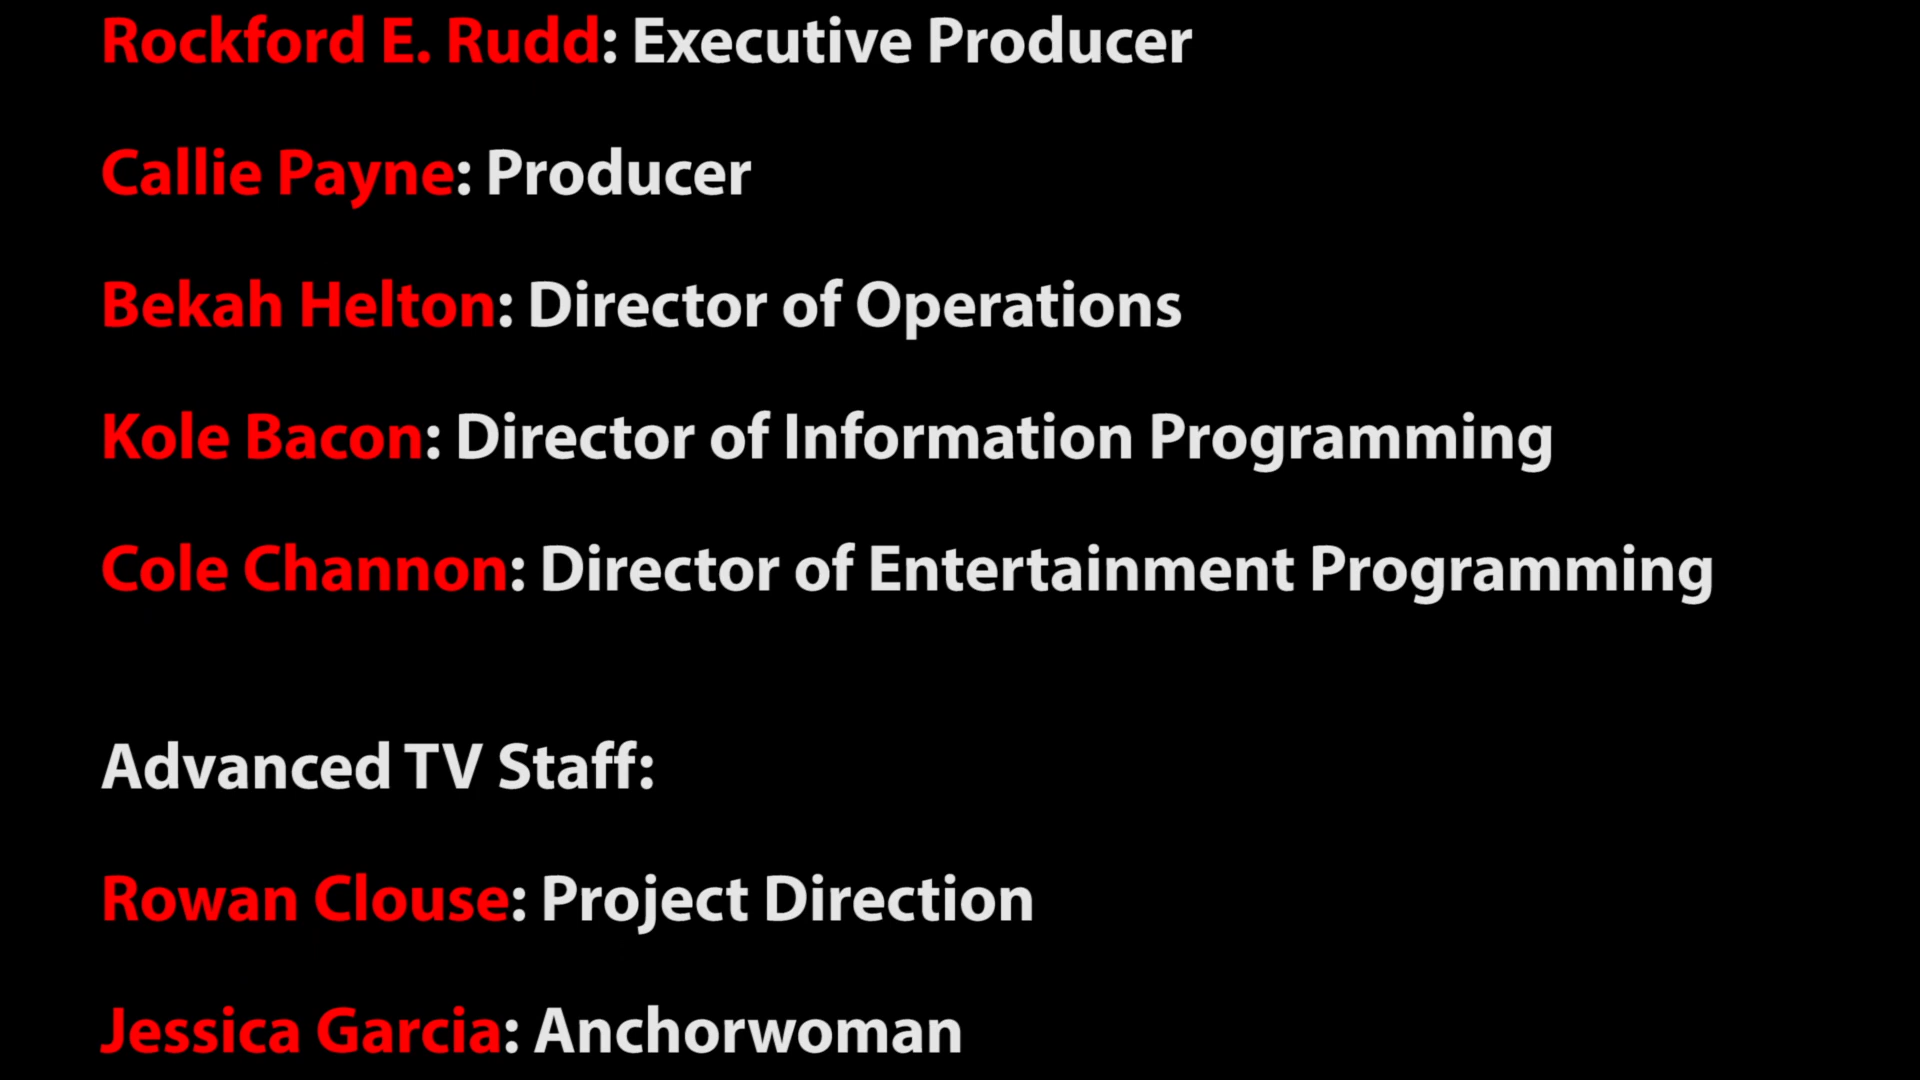 Rockford E. Rudd: Executive Producer
Callie Payne: Producer
Bekah Helton: Director of Operations
Kole Bacon: Director of Information Programming
Cole Channon: Director of Entertainment Programming
Advanced TV Staff:
Rowan Clouse: Project Direction
Jessica Garcia: Anchorwoman